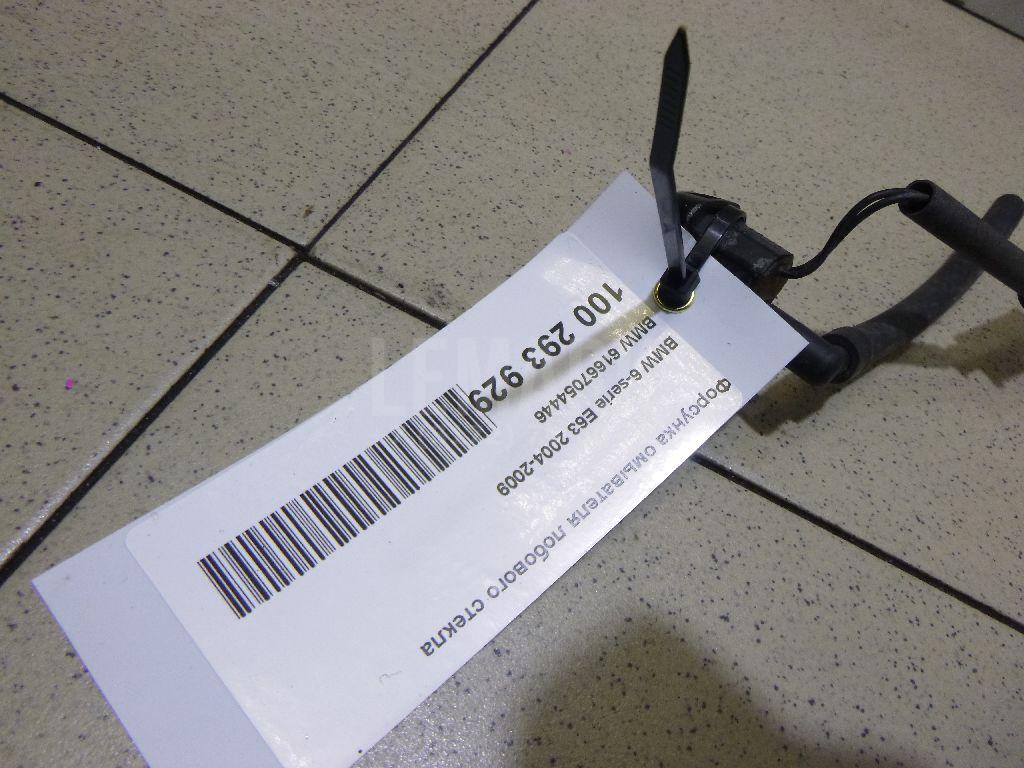 Форсунка омывателя лобового стекла
BMW 6-serie E63 2004-2009
BMW 61667054446
100 293 929